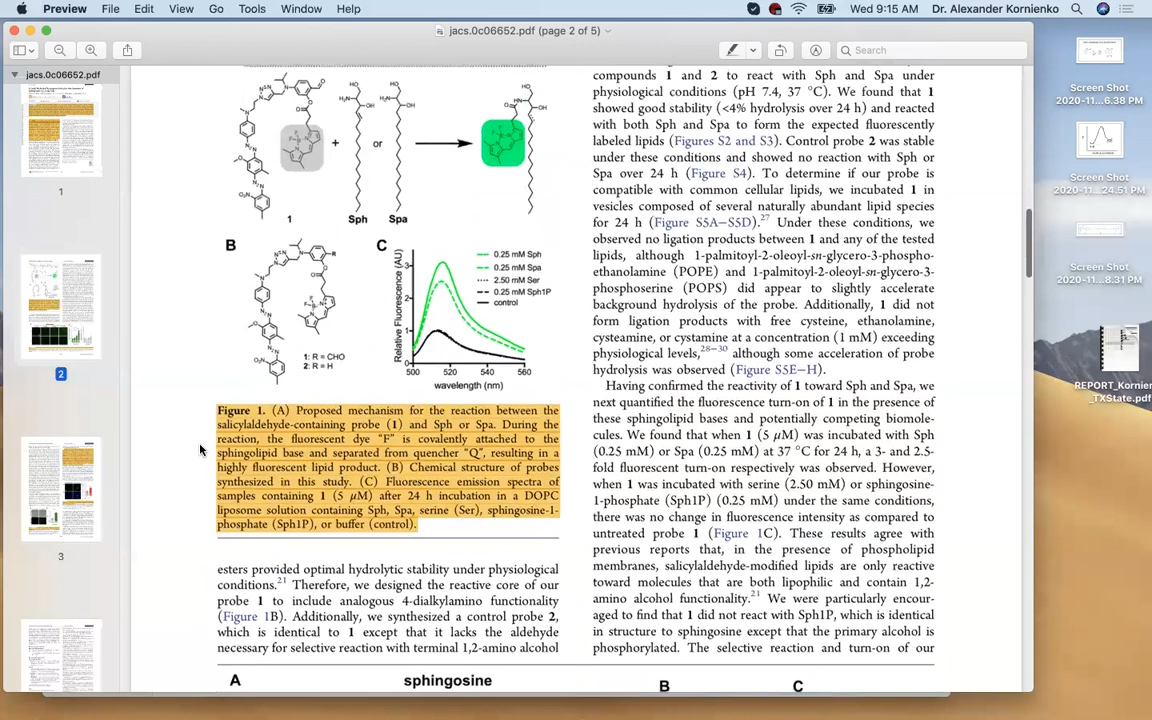 Preview File Edit View Go Tools Window Help
Wed 9:15 AM Dr. Alexander Kornienko
jacs.0c06652.pdf (page 2 of 5)
Search
jacs.0c06652.pdf
1
2
3
1 Sph Spa
+ or
B
C
R
1: R = CHO
2: R = H
Relative Fluorescence (AU)
3
2
1
0
500 520 540 560
wavelength (nm)
0.25 mM Sph
0.25 mM Spa
2.50 mM Ser
0.25 mM Sph1P
control
Figure 1. (A) Proposed mechanism for the reaction between the
salicylaldehyde-containing probe (1) and Sph or Spa. During the
reaction, the fluorescent dye “F” is covalently attached to the
sphingolipid base and separated from quencher “Q”, resulting in a
highly fluorescent lipid product. (B) Chemical structure of probes
synthesized in this study. (C) Fluorescence emission spectra of
samples containing 1 (5 μM) after 24 h incubation in a DOPC
liposome solution containing Sph, Spa, serine (Ser), sphingosine-1-
phosphate (Sph1P), or buffer (control).
esters provided optimal hydrolytic stability under physiological
conditions.21 Therefore, we designed the reactive core of our
probe 1 to include analogous 4-dialkylamino functionality
(Figure 1B). Additionally, we synthesized a control probe 2,
which is identical to 1 except that it lacks the aldehyde
necessary for selective reaction with terminal 1,2-amino alcohol
A sphingosine
compounds 1 and 2 to react with Sph and Spa under
physiological conditions (pH 7.4, 37 °C). We found that 1
showed good stability (<4% hydrolysis over 24 h) and reacted
with both Sph and Spa to form the expected fluorescently
labeled lipids (Figures S2 and S3). Control probe 2 was stable
under these conditions and showed no reaction with Sph or
Spa over 24 h (Figure S4). To determine if our probe is
compatible with common cellular lipids, we incubated 1 in
vesicles composed of several naturally abundant lipid species
for 24 h (Figure S5A−S5D).27 Under these conditions, we
observed no ligation products between 1 and any of the tested
lipids, although 1-palmitoyl-2-oleoyl-sn-glycero-3-phospho-
ethanolamine (POPE) and 1-palmitoyl-2-oleoyl-sn-glycero-3-
phosphoserine (POPS) did appear to slightly accelerate
background hydrolysis of the probe. Additionally, 1 did not
form ligation products with free cysteine, ethanolamine,
cysteamine, or cystamine at a concentration (1 mM) exceeding
physiological levels,28−30 although some acceleration of probe
hydrolysis was observed (Figure S5E−H).
Having confirmed the reactivity of 1 toward Sph and Spa, we
next quantified the fluorescence turn-on of 1 in the presence of
these sphingolipid bases and potentially competing biomole-
cules. We found that when 1 (5 μM) was incubated with Sph
(0.25 mM) or Spa (0.25 mM) at 37 °C for 24 h, a 3- and 2.5-
fold fluorescent turn-on respectively was observed. However,
when 1 was incubated with serine (2.50 mM) or sphingosine-
1-phosphate (Sph1P) (0.25 mM) under the same conditions,
there was no change in fluorescence intensity as compared to
untreated probe 1 (Figure 1C). These results agree with
previous reports that, in the presence of phospholipid
membranes, salicylaldehyde-modified lipids are only reactive
toward molecules that are both lipophilic and contain 1,2-
amino alcohol functionality.21 We were particularly encour-
aged to find that 1 did not react with Sph1P, which is identical
in structure to sphingosine except that the primary alcohol is
phosphorylated. The selective reaction and turn-on of our
B C
Screen Shot
2020-11...6.38 PM
Screen Shot
2020-11...24.51 PM
Screen Shot
2020-11...8.31 PM
REPORT_Kornier
_TXState.pdf